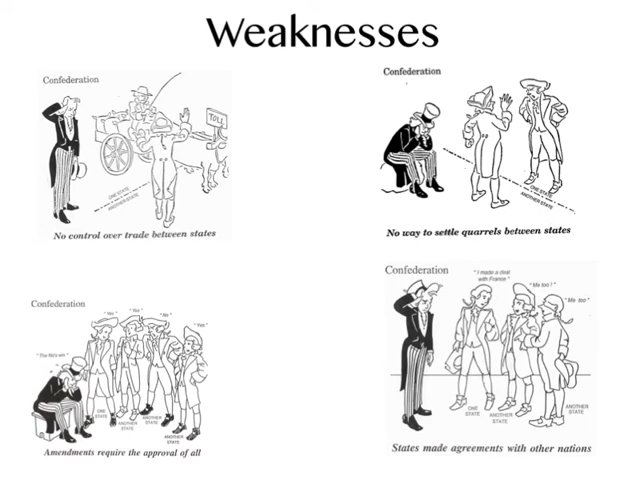 Weaknesses
Confederation
TOLL
ONE STATE
ANOTHER STATE
No control over trade between states
Confederation
ONE STATE
ANOTHER STATE
No way to settle quarrels between states
Confederation
"Yes"
"Yes"
"No"
"Yes"
"The No's win"
ONE
STATE
ANOTHER
STATE
ANOTHER
STATE
ANOTHER
STATE
Amendments require the approval of all
Confederation
"I made a deal
with France"
"Me too!"
"Me too"
ONE
STATE
ANOTHER
STATE
ANOTHER
STATE
States made agreements with other nations